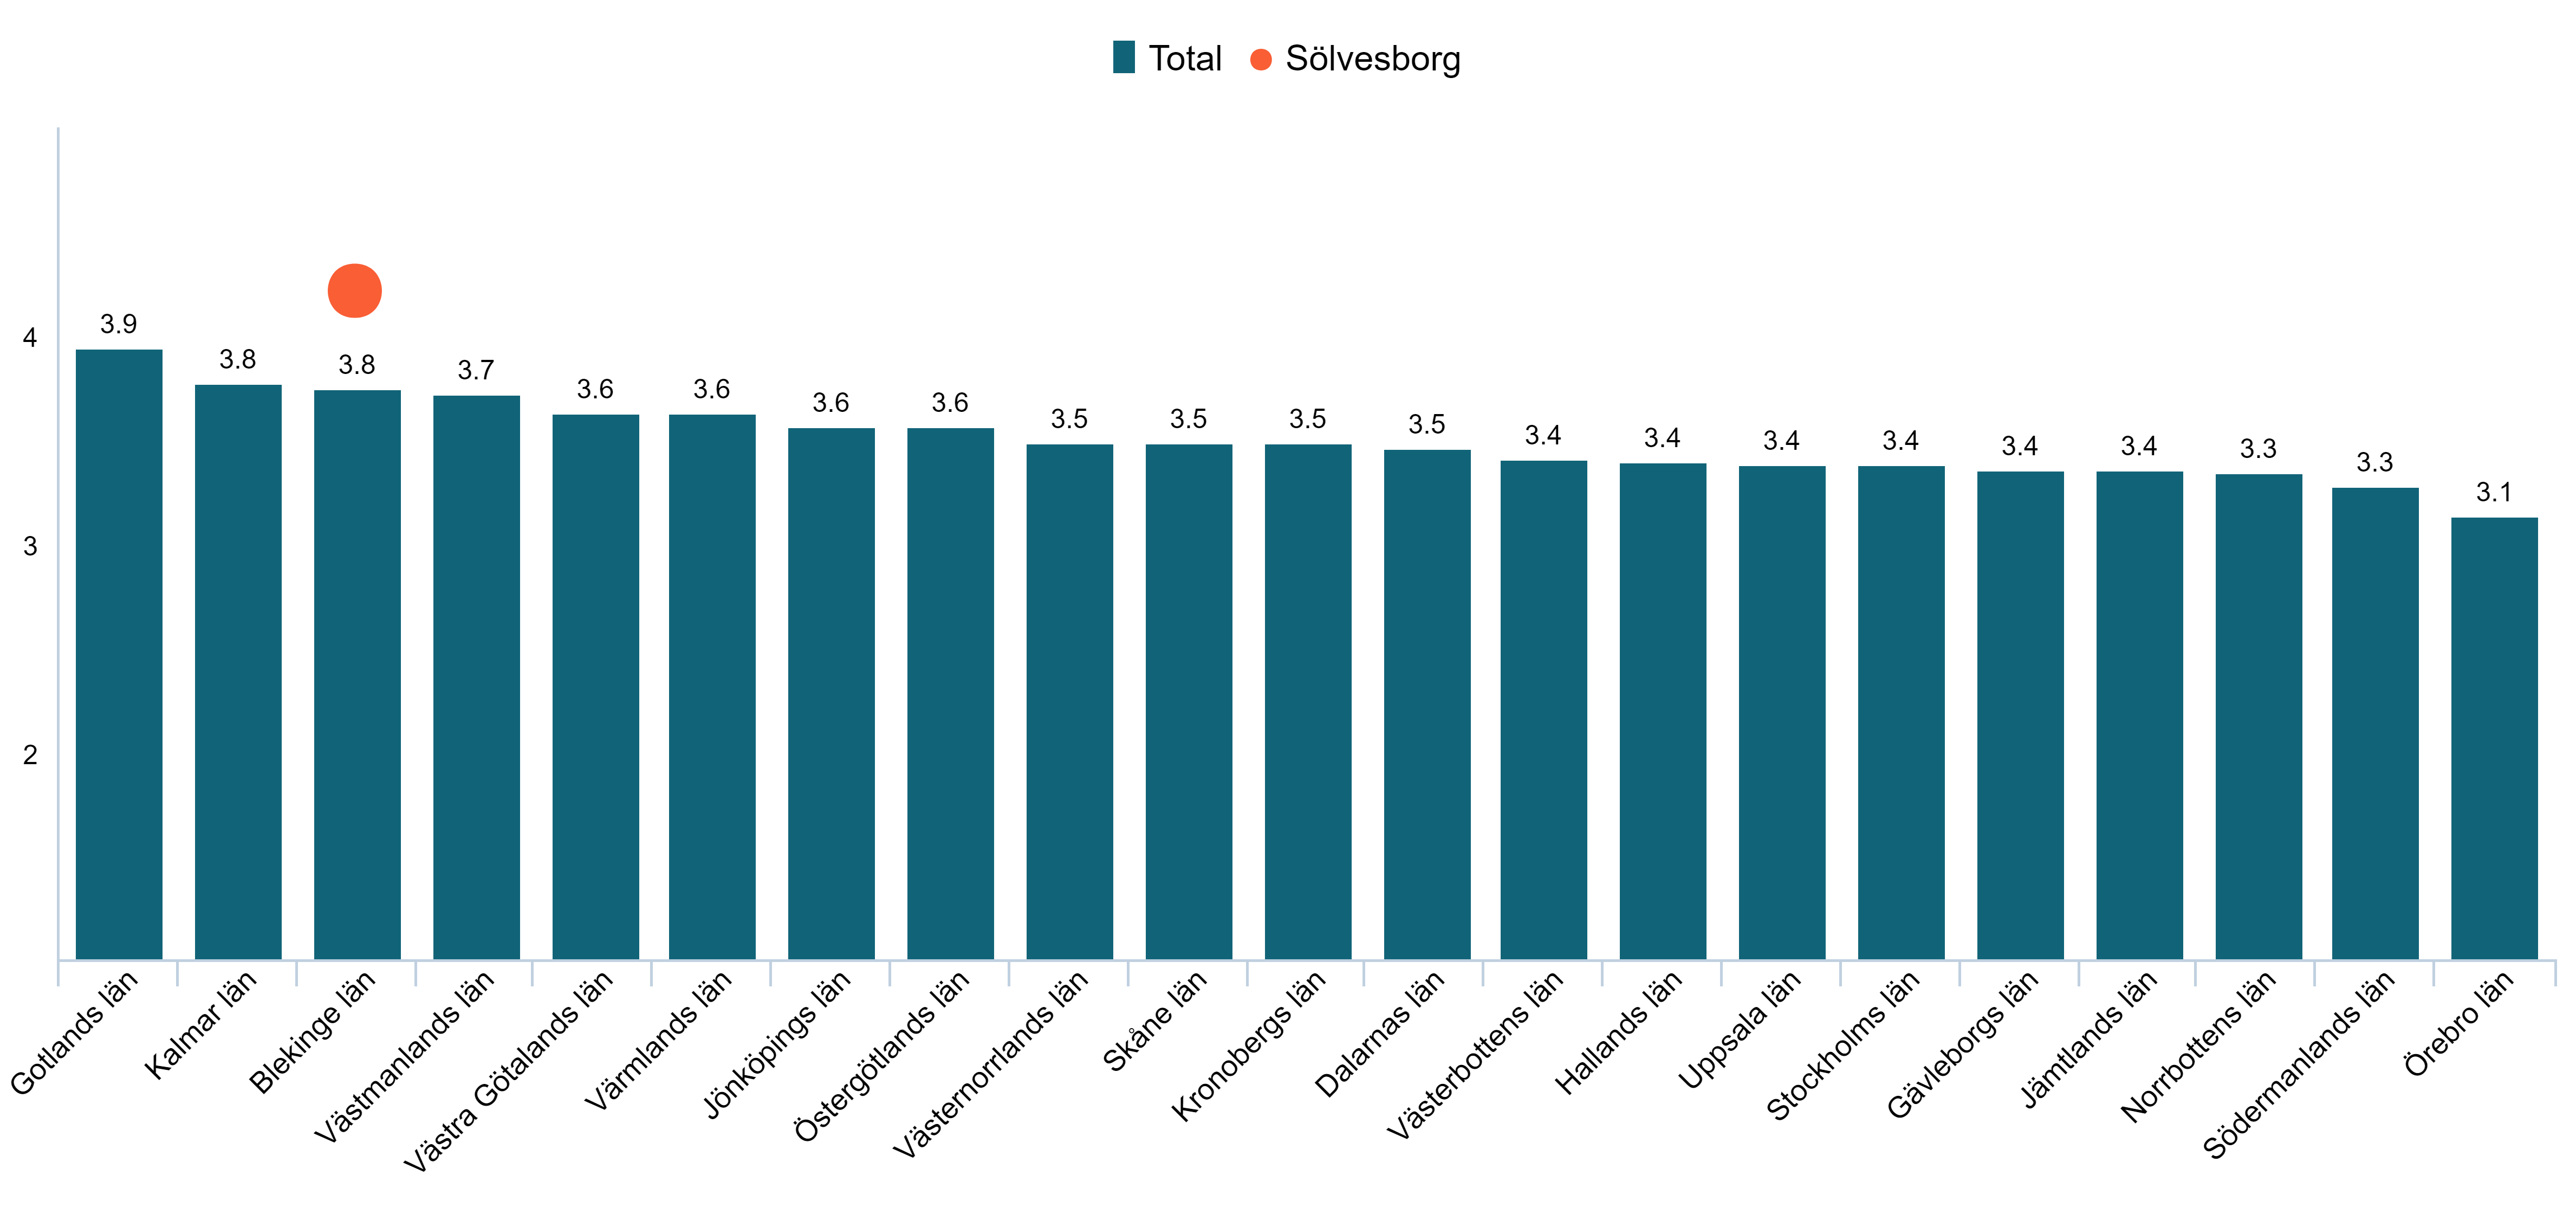 Total Sölvesborg
4
3
2
3.9
3.8
3.8
3.7
3.6
3.6
3.6
3.6
3.5
3.5
3.5
3.5
3.4
3.4
3.4
3.4
3.4
3.4
3.3
3.3
3.1
Gotlands län
Kalmar län
Blekinge län
Västmanlands län
Västra Götalands län
Värmlands län
Jönköpings län
Östergötlands län
Västernorrlands län
Skåne län
Kronobergs län
Dalarnas län
Västerbottens län
Hallands län
Uppsala län
Stockholms län
Gävleborgs län
Jämtlands län
Norrbottens län
Södermanlands län
Örebro län